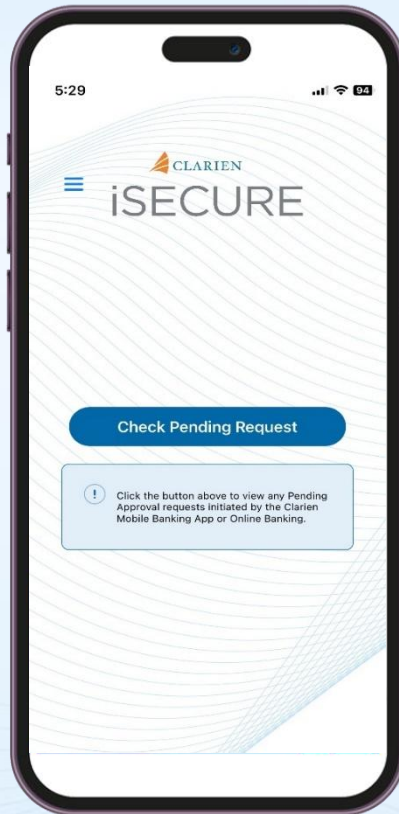 5:29
94
CLARIEN
iSECURE
Check Pending Request
Click the button above to view any Pending
Approval requests initiated by the Clarien
Mobile Banking App or Online Banking.